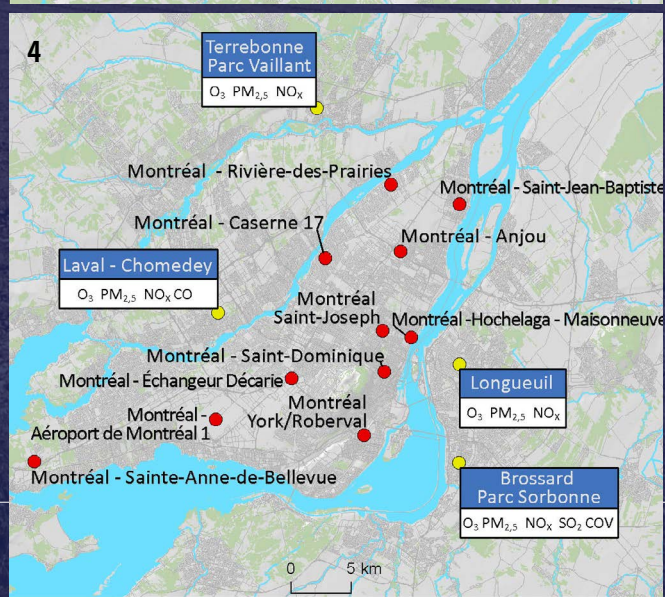 4
Terrebonne
Parc Vaillant
O₃ PM₂,₅ NOₓ
Montréal - Rivière-des-Prairies
Montréal - Saint-Jean-Baptiste
Montréal - Caserne 17
Montréal - Anjou
Laval - Chomedey
O₃ PM₂,₅ NOₓ CO
Montréal
Saint-Joseph
Montréal -Hochelaga - Maisonneuve
Montréal - Saint-Dominique
Montréal - Échangeur Décarie
Longueuil
O₃ PM₂,₅ NOₓ
Montréal -
Aéroport de Montréal 1
Montréal
York/Roberval
Montréal - Sainte-Anne-de-Bellevue
Brossard
Parc Sorbonne
O₃ PM₂,₅ NOₓ SO₂ COV
0 5 km